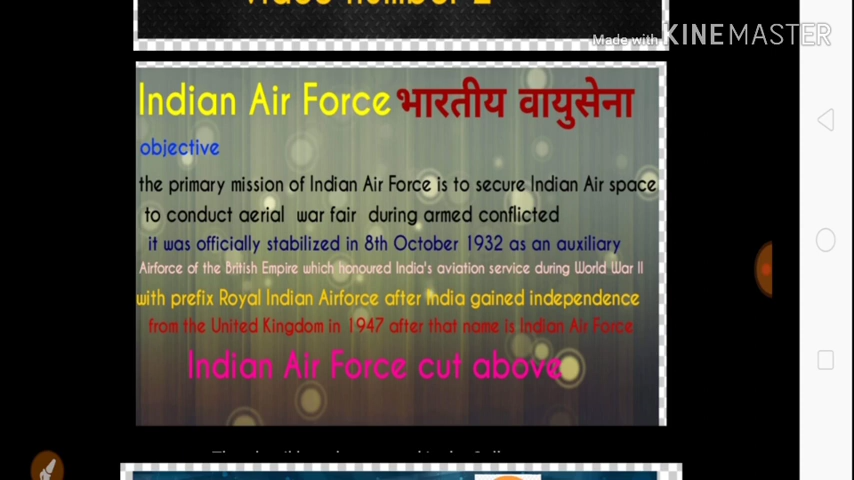 video number 2
Made with KINEMASTER
Indian Air Force भारतीय वायुसेना
objective
the primary mission of Indian Air Force is to secure Indian Air space
to conduct aerial war fair during armed conflicted
it was officially stabilized in 8th October 1932 as an auxiliary
Airforce of the British Empire which honoured India's aviation service during World War II
with prefix Royal Indian Airforce after India gained independence
from the United Kingdom in 1947 after that name is Indian Air Force
Indian Air Force cut above